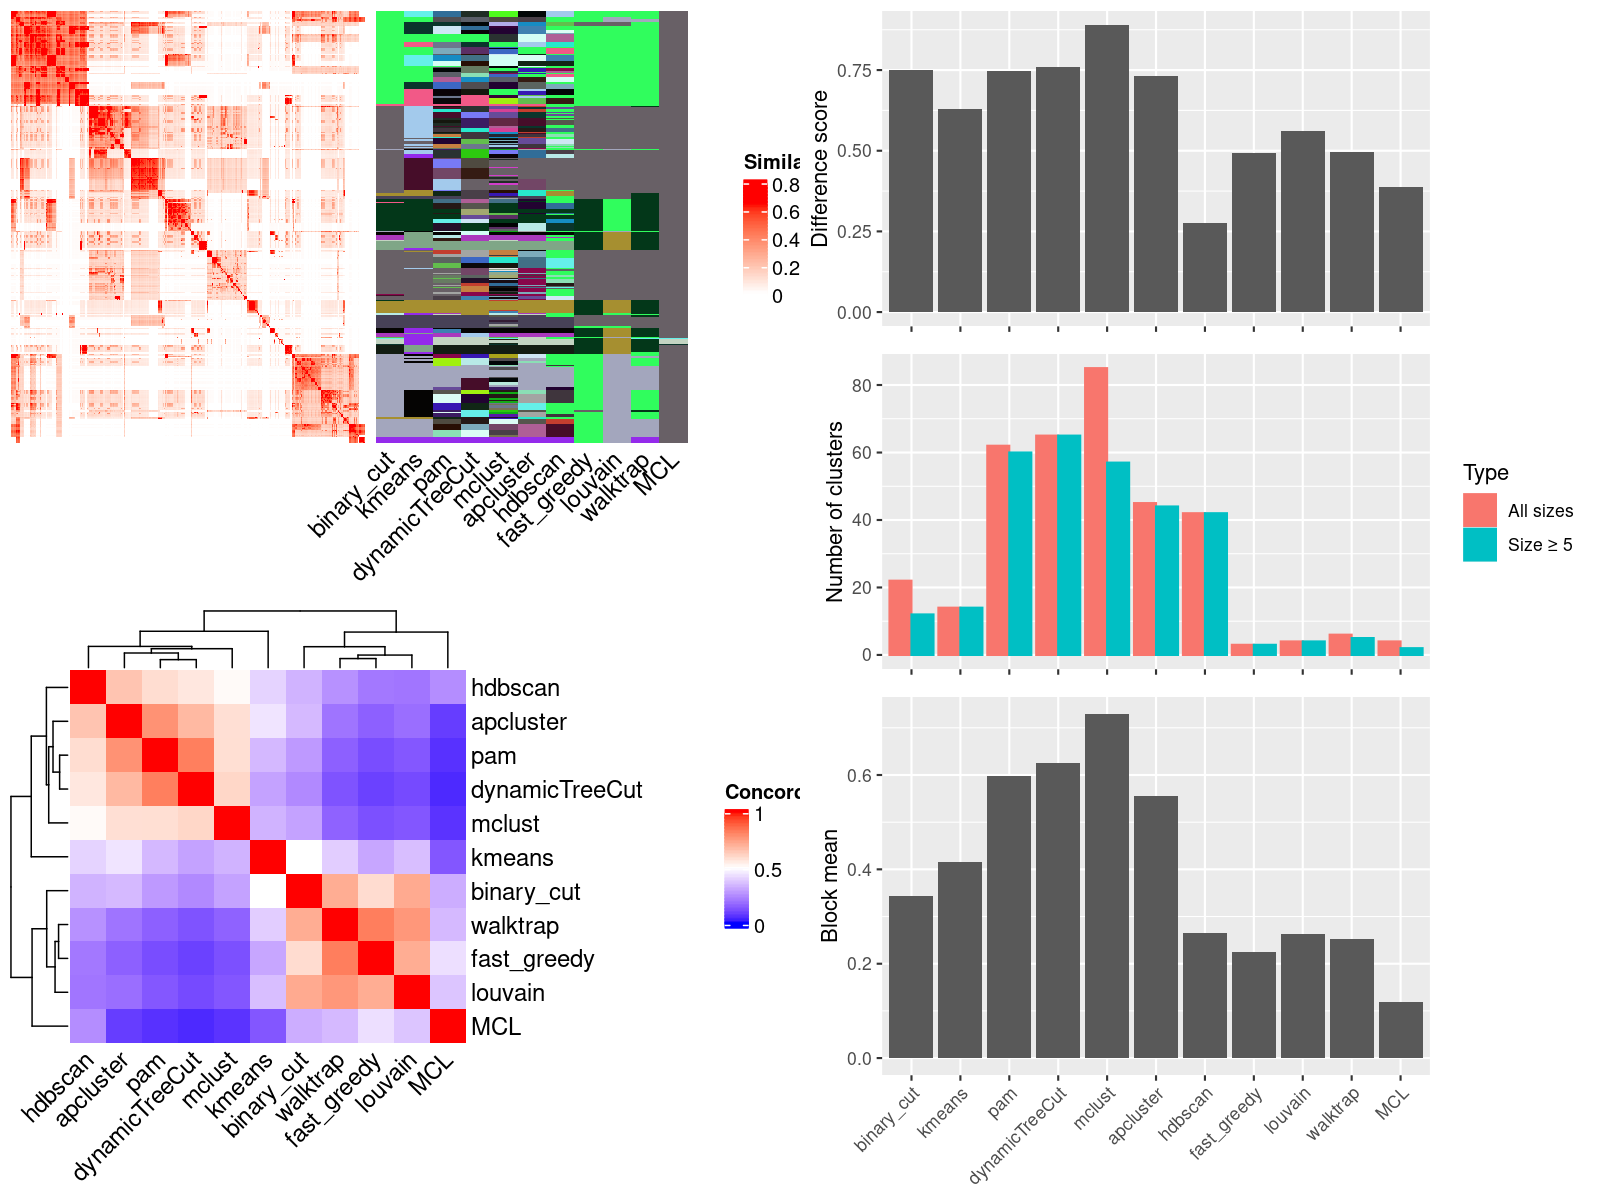 Simila
0.8
0.6
0.4
0.2
0
binary_cut
kmeans
pam
dynamicTreeCut
mclust
apcluster
hdbscan
fast_greedy
louvain
walktrap
MCL
hdbscan
apcluster
pam
dynamicTreeCut
mclust
kmeans
binary_cut
walktrap
fast_greedy
louvain
MCL
hdbscan
apcluster
pam
dynamicTreeCut
mclust
kmeans
binary_cut
walktrap
fast_greedy
louvain
MCL
Concord
1
0.5
0
Difference score
0.75
0.50
0.25
0.00
Number of clusters
80
60
40
20
0
Type
All sizes
Size ≥ 5
Block mean
0.6
0.4
0.2
0.0
binary_cut
kmeans
pam
dynamicTreeCut
mclust
apcluster
hdbscan
fast_greedy
louvain
walktrap
MCL